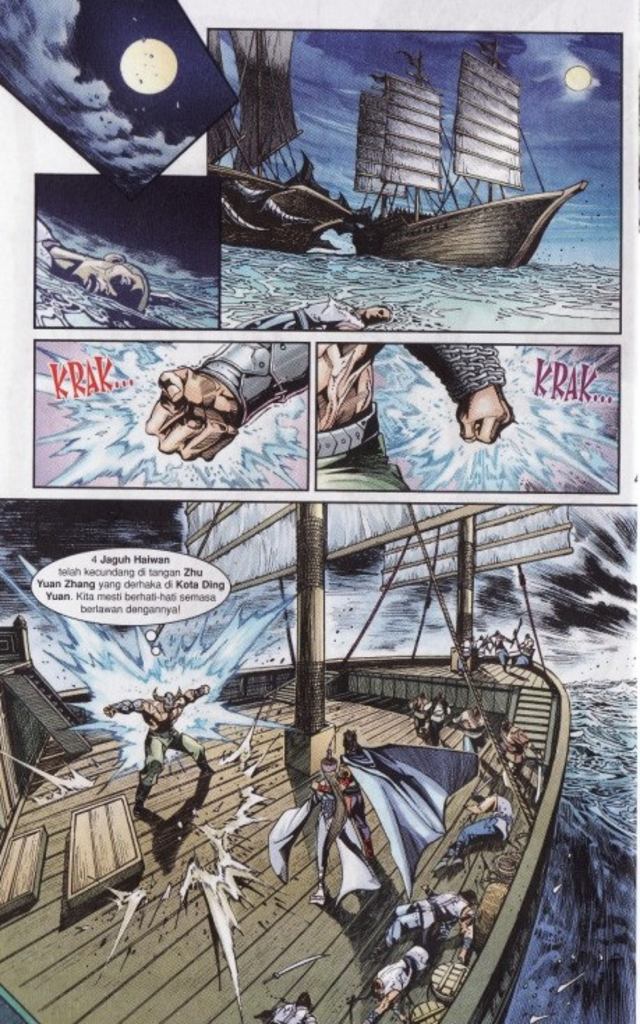 KRAK...
KRAK...
4 Jaguh Haiwan
telah kecundang di tangan Zhu
Yuan Zhang yang derhaka di Kota Ding
Yuan. Kita mesti berhati-hati semasa
berlawan dengannya!